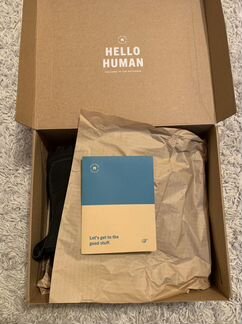 HELLO
HUMAN
Let's get to the
good stuff.